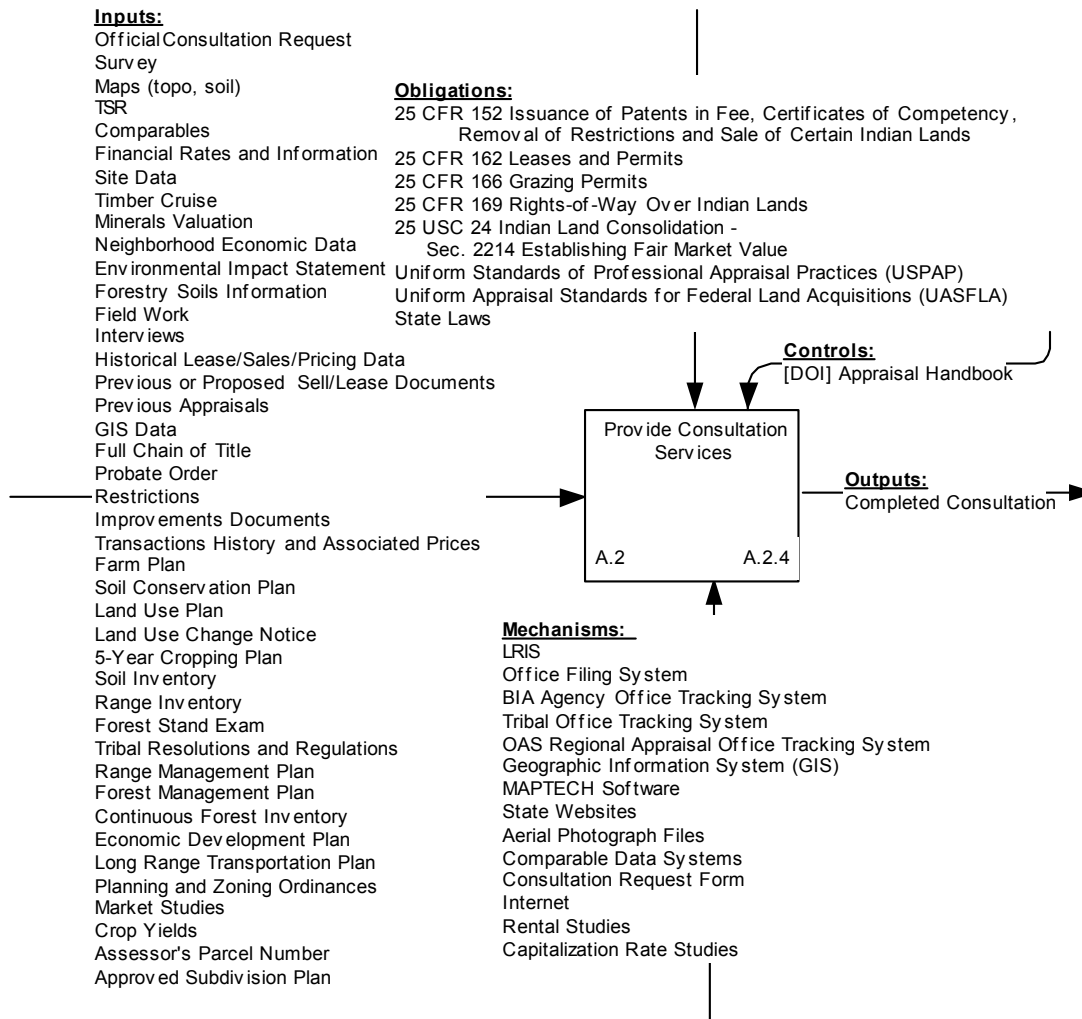 Inputs:
Official Consultation Request
Survey
Maps (topo, soil)
TSR
Comparables
Financial Rates and Information
Site Data
Timber Cruise
Minerals Valuation
Neighborhood Economic Data
Environmental Impact Statement
Forestry Soils Information
Field Work
Interviews
Historical Lease/Sales/Pricing Data
Previous or Proposed Sell/Lease Documents
Previous Appraisals
GIS Data
Full Chain of Title
Probate Order
Restrictions
Improvements Documents
Transactions History and Associated Prices
Farm Plan
Soil Conservation Plan
Land Use Plan
Land Use Change Notice
5-Year Cropping Plan
Soil Inventory
Range Inventory
Forest Stand Exam
Tribal Resolutions and Regulations
Range Management Plan
Forest Management Plan
Continuous Forest Inventory
Economic Development Plan
Long Range Transportation Plan
Planning and Zoning Ordinances
Market Studies
Crop Yields
Assessor's Parcel Number
Approved Subdivision Plan
Obligations:
25 CFR 152 Issuance of Patents in Fee, Certificates of Competency,
Removal of Restrictions and Sale of Certain Indian Lands
25 CFR 162 Leases and Permits
25 CFR 166 Grazing Permits
25 CFR 169 Rights-of-Way Over Indian Lands
25 USC 24 Indian Land Consolidation -
Sec. 2214 Establishing Fair Market Value
Uniform Standards of Professional Appraisal Practices (USPAP)
Uniform Appraisal Standards for Federal Land Acquisitions (UASFLA)
State Laws
Controls:
[DOI] Appraisal Handbook
Provide Consultation
Services
A.2 A.2.4
Outputs:
Completed Consultation
Mechanisms:
LRIS
Office Filing System
BIA Agency Office Tracking System
Tribal Office Tracking System
OAS Regional Appraisal Office Tracking System
Geographic Information System (GIS)
MAPTECH Software
State Websites
Aerial Photograph Files
Comparable Data Systems
Consultation Request Form
Internet
Rental Studies
Capitalization Rate Studies